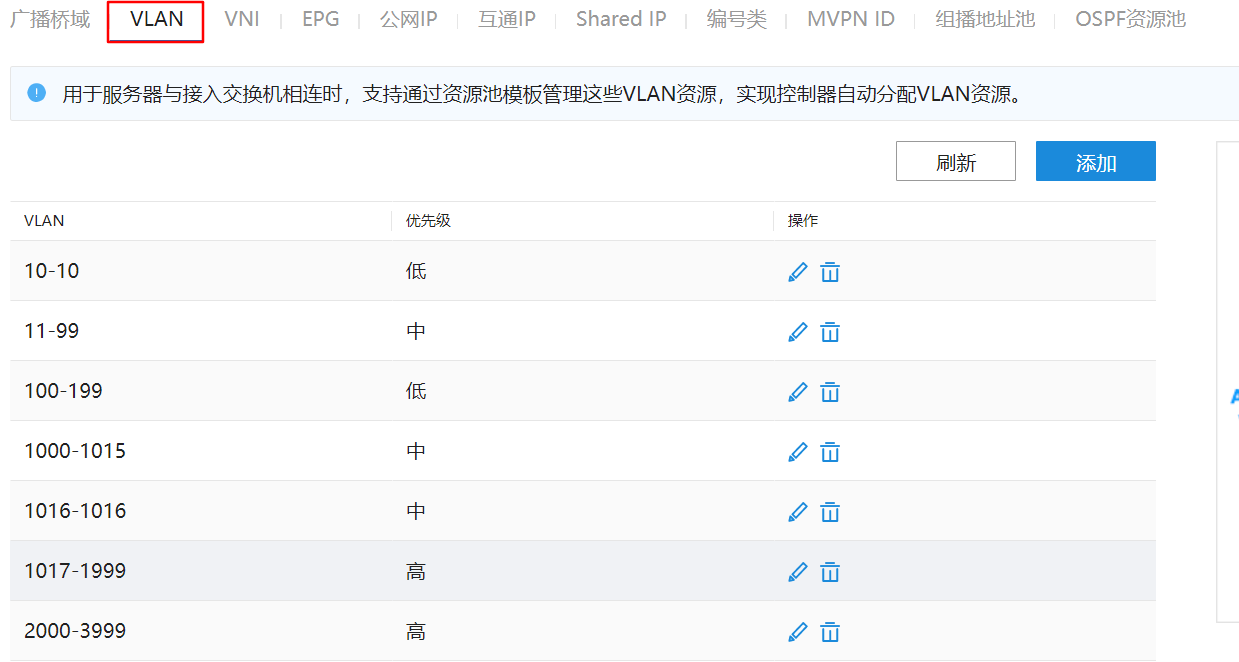 广播桥域 VLAN VNI EPG 公网IP 互通IP Shared IP 编号类 MVPN ID 组播地址池 OSPF资源池
用于服务器与接入交换机相连时，支持通过资源池模板管理这些VLAN资源，实现控制器自动分配VLAN资源。
刷新 添加
VLAN 优先级 操作
10-10 低
11-99 中
100-199 低
1000-1015 中
1016-1016 中
1017-1999 高
2000-3999 高